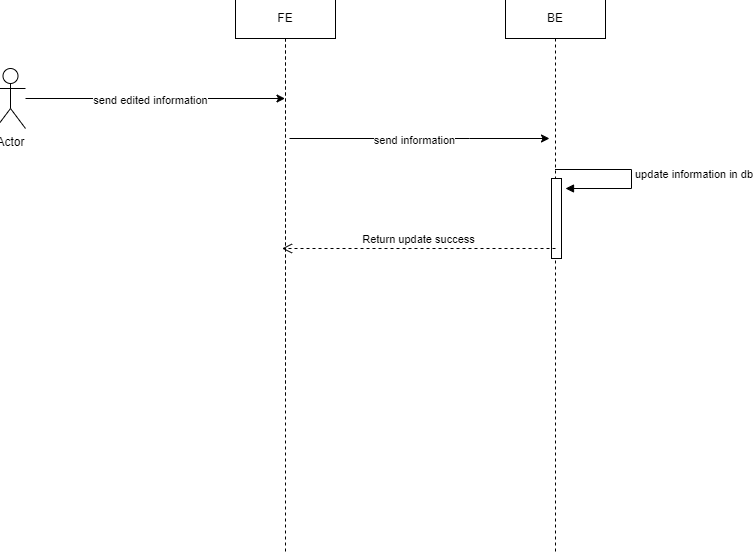 FE
BE
send edited information
Actor
send information
update information in db
Return update success